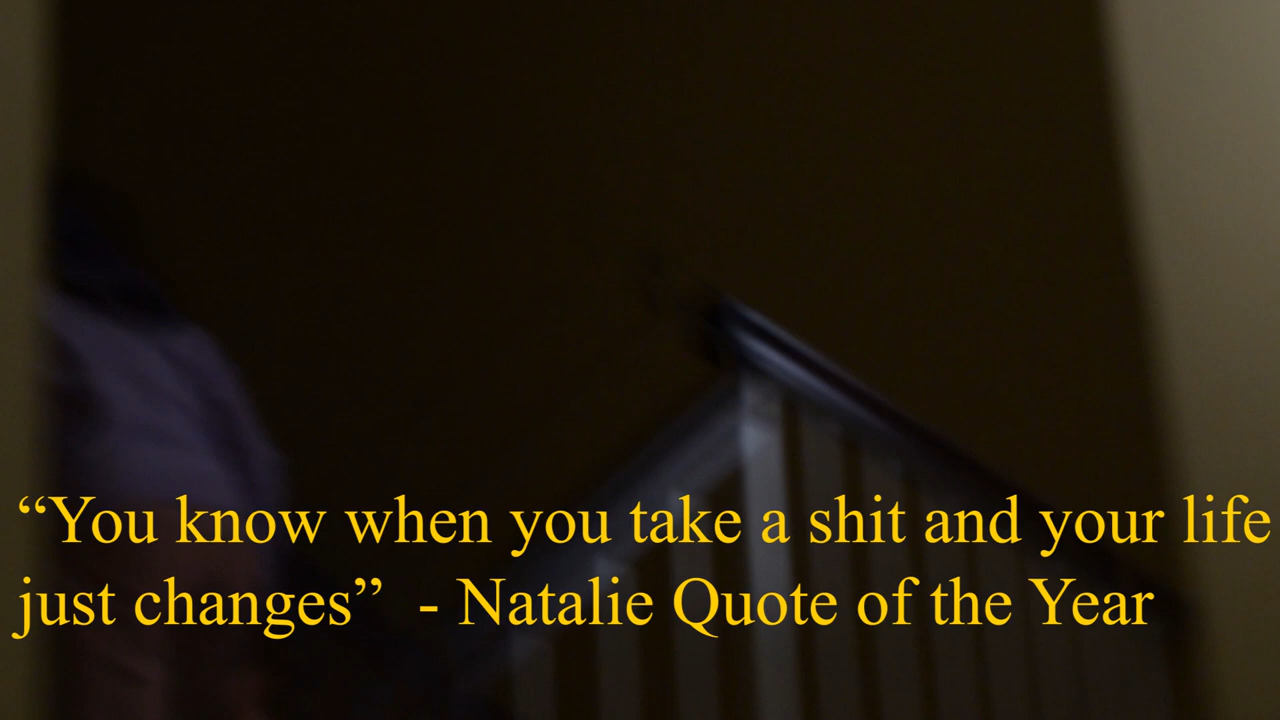 “You know when you take a shit and your life
just changes” - Natalie Quote of the Year